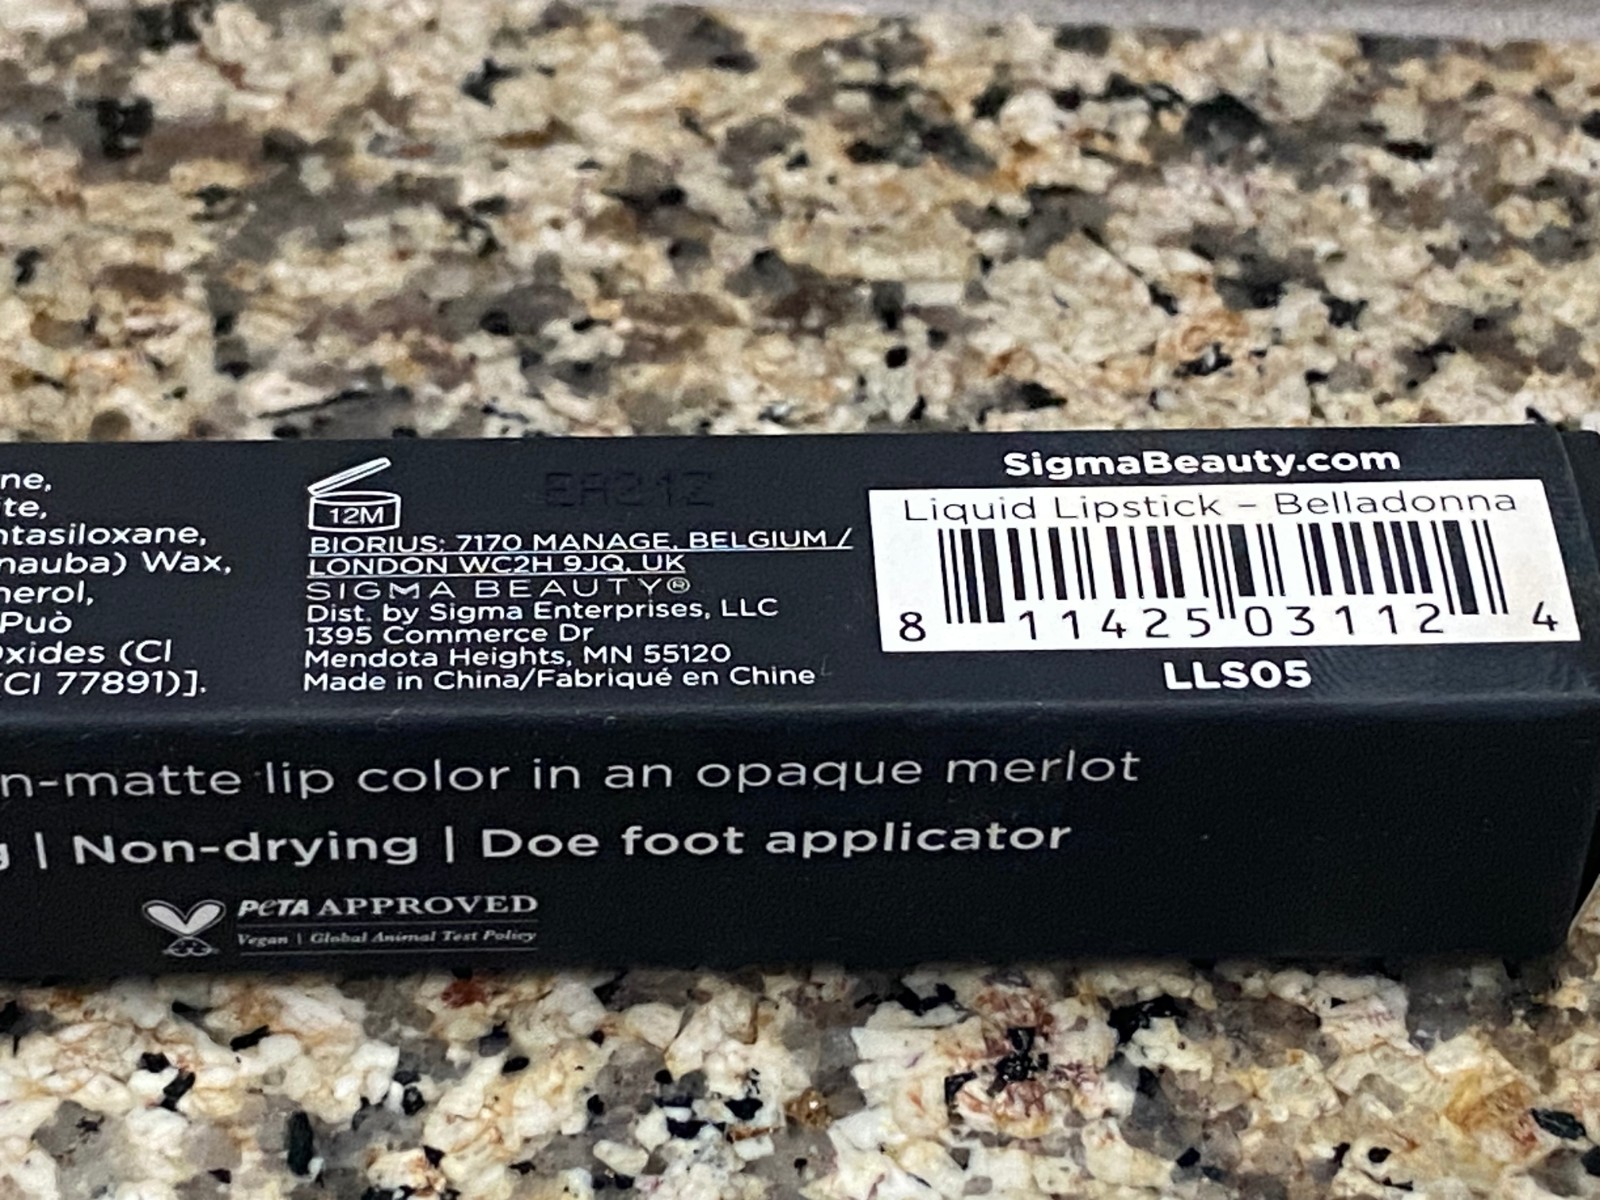 ne,
te,
ntasiloxane,
nauba) Wax,
nerol,
Può
oxides (CI
(CI 77891)].
12M
EA212
BIORIUS: 7170 MANAGE, BELGIUM /
LONDON WC2H 9JQ, UK
SIGMA BEAUTY®
Dist. by Sigma Enterprises, LLC
1395 Commerce Dr
Mendota Heights, MN 55120
Made in China/Fabriqué en Chine
SigmaBeauty.com
Liquid Lipstick – Belladonna
8 11425 03112 4
LLS05
n-matte lip color in an opaque merlot
g | Non-drying | Doe foot applicator
PETA APPROVED
Vegan | Global Animal Test Policy